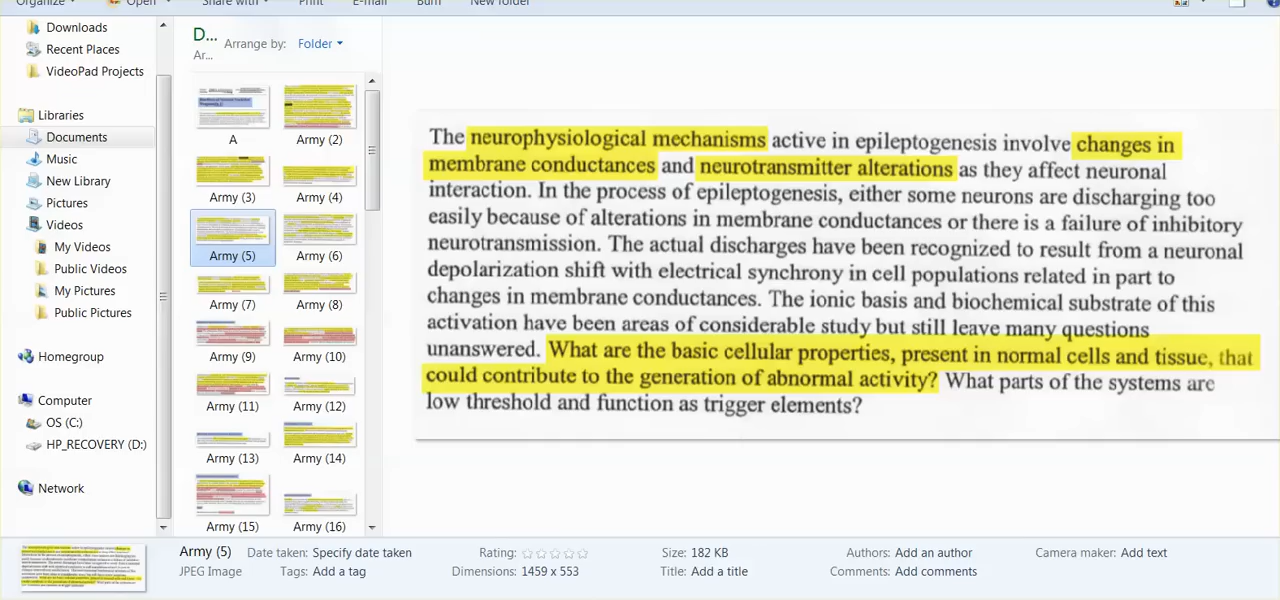 Organize
Open
Share with
Print
E-mail
Burn
New folder
Downloads
Recent Places
VideoPad Projects
Libraries
Documents
Music
New Library
Pictures
Videos
My Videos
Public Videos
My Pictures
Public Pictures
Homegroup
Computer
OS (C:)
HP_RECOVERY (D:)
Network
D...
Ar...
Arrange by: Folder
A
Army (2)
Army (3)
Army (4)
Army (5)
Army (6)
Army (7)
Army (8)
Army (9)
Army (10)
Army (11)
Army (12)
Army (13)
Army (14)
Army (15)
Army (16)
The neurophysiological mechanisms active in epileptogenesis involve changes in
membrane conductances and neurotransmitter alterations as they affect neuronal
interaction. In the process of epileptogenesis, either some neurons are discharging too
easily because of alterations in membrane conductances or there is a failure of inhibitory
neurotransmission. The actual discharges have been recognized to result from a neuronal
depolarization shift with electrical synchrony in cell populations related in part to
changes in membrane conductances. The ionic basis and biochemical substrate of this
activation have been areas of considerable study but still leave many questions
unanswered. What are the basic cellular properties, present in normal cells and tissue, that
could contribute to the generation of abnormal activity? What parts of the systems are
low threshold and function as trigger elements?
Army (5) Date taken: Specify date taken Rating: Size: 182 KB Authors: Add an author Camera maker: Add text
JPEG Image Tags: Add a tag Dimensions: 1459 x 553 Title: Add a title Comments: Add comments